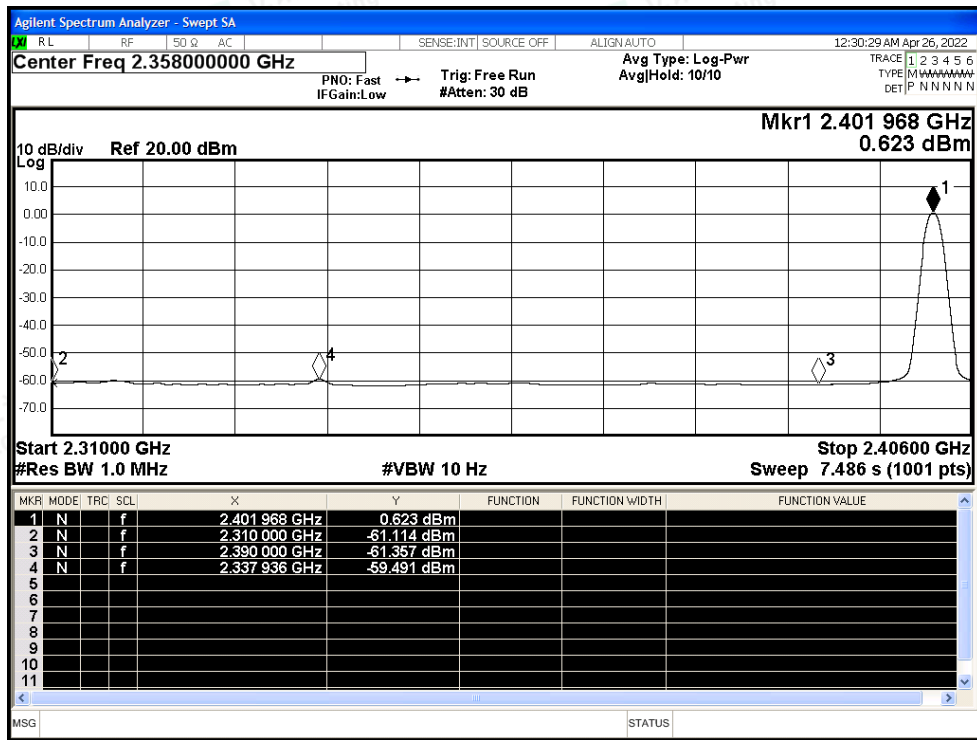 Agilent Spectrum Analyzer - Swept SA
LXI RL RF 50 Ω AC SENSE:INT SOURCE OFF ALIGN AUTO 12:30:29 AM Apr 26, 2022
Center Freq 2.358000000 GHz
PNO: Fast
IFGain:Low
Trig: Free Run
#Atten: 30 dB
Avg Type: Log-Pwr
Avg|Hold: 10/10
TRACE 1 2 3 4 5 6
TYPE M W W W W W
DET P N N N N N
Mkr1 2.401 968 GHz
0.623 dBm
10 dB/div Ref 20.00 dBm
Log
10.0
0.00
-10.0
-20.0
-30.0
-40.0
-50.0
-60.0
-70.0
1
2
4
3
Start 2.31000 GHz Stop 2.40600 GHz
#Res BW 1.0 MHz #VBW 10 Hz Sweep 7.486 s (1001 pts)
MKR MODE TRC SCL X Y FUNCTION FUNCTION WIDTH FUNCTION VALUE
1 N f 2.401 968 GHz 0.623 dBm
2 N f 2.310 000 GHz -61.114 dBm
3 N f 2.390 000 GHz -61.357 dBm
4 N f 2.337 936 GHz -59.491 dBm
5
6
7
8
9
10
11
MSG STATUS